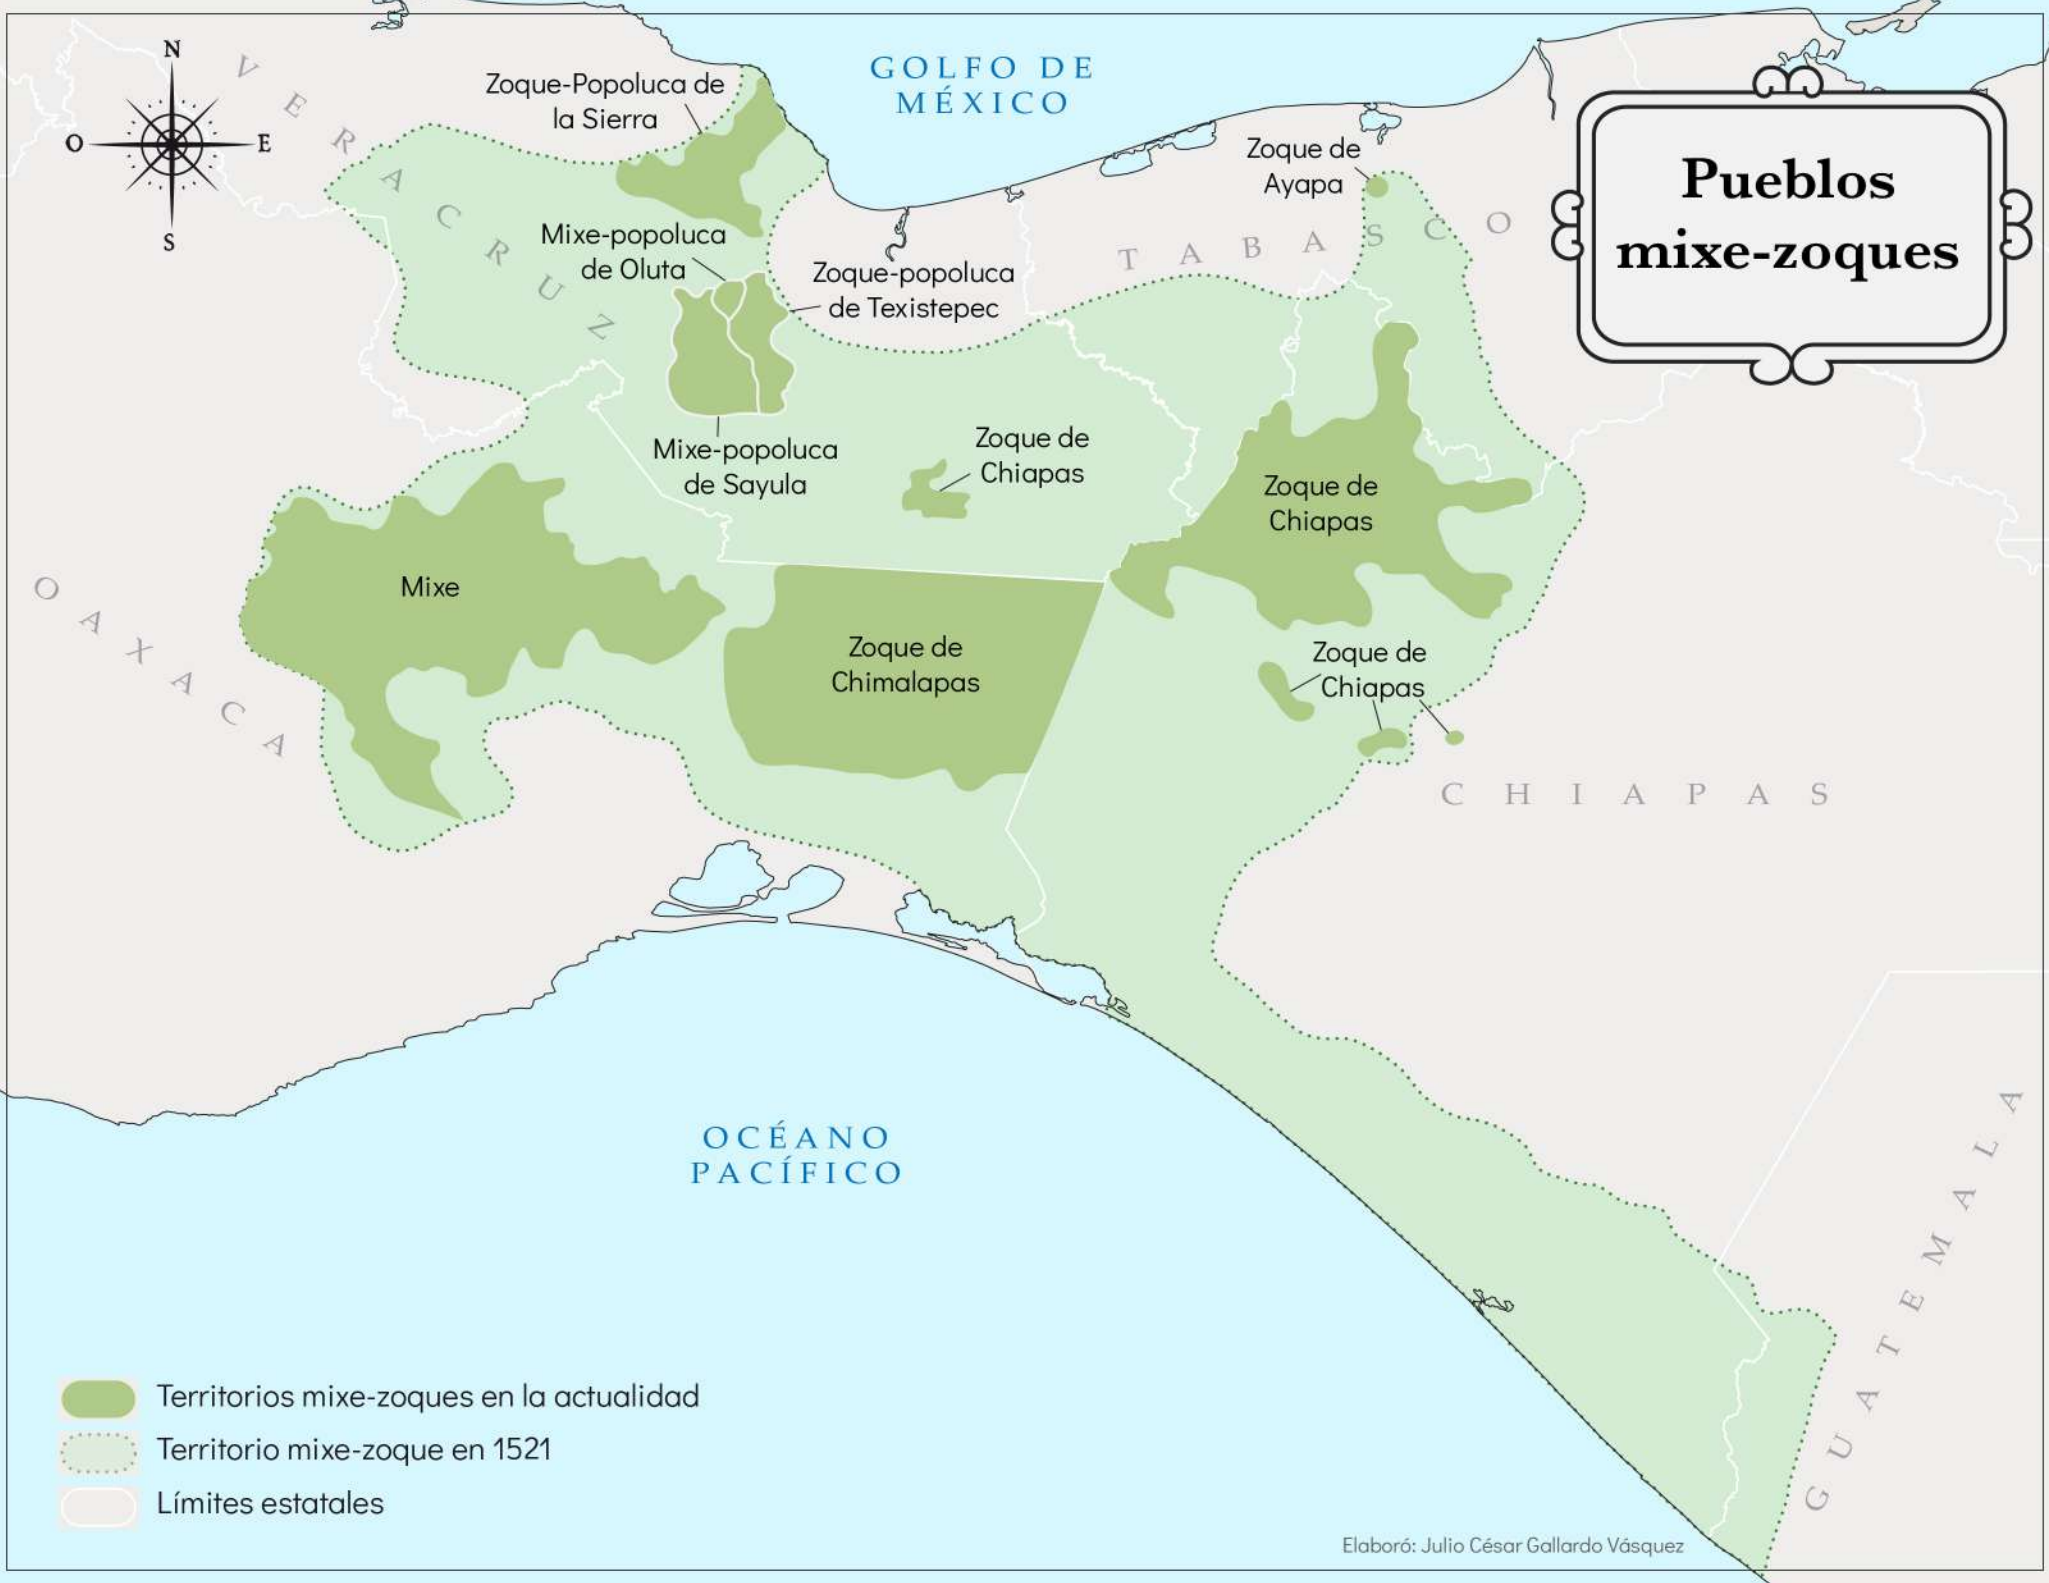 Pueblos
mixe-zoques
N
O
E
S
GOLFO DE
MÉXICO
VERACRUZ
Zoque-Popoluca de
la Sierra
Zoque de
Ayapa
TABASCO
Mixe-popoluca
de Oluta
Zoque-popoluca
de Texistepec
Mixe-popoluca
de Sayula
Zoque de
Chiapas
Zoque de
Chiapas
Mixe
OAXACA
Zoque de
Chimalapas
Zoque de
Chiapas
CHIAPAS
OCÉANO
PACÍFICO
GUATEMALA
Territorios mixe-zoques en la actualidad
Territorio mixe-zoque en 1521
Límites estatales
Elaboró: Julio César Gallardo Vásquez